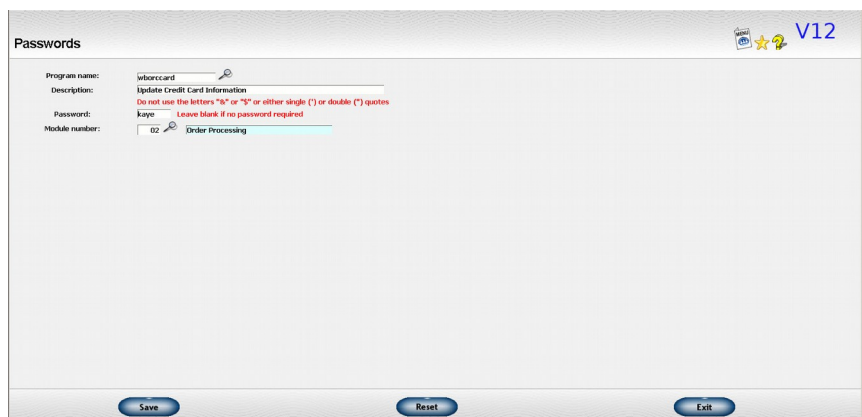 V12
Passwords
Program name: wborccard
Description: Update Credit Card Information
Do not use the letters "&" or "$" or either single (') or double (") quotes
Password: kaye Leave blank if no password required
Module number: 02 Order Processing
Save Reset Exit